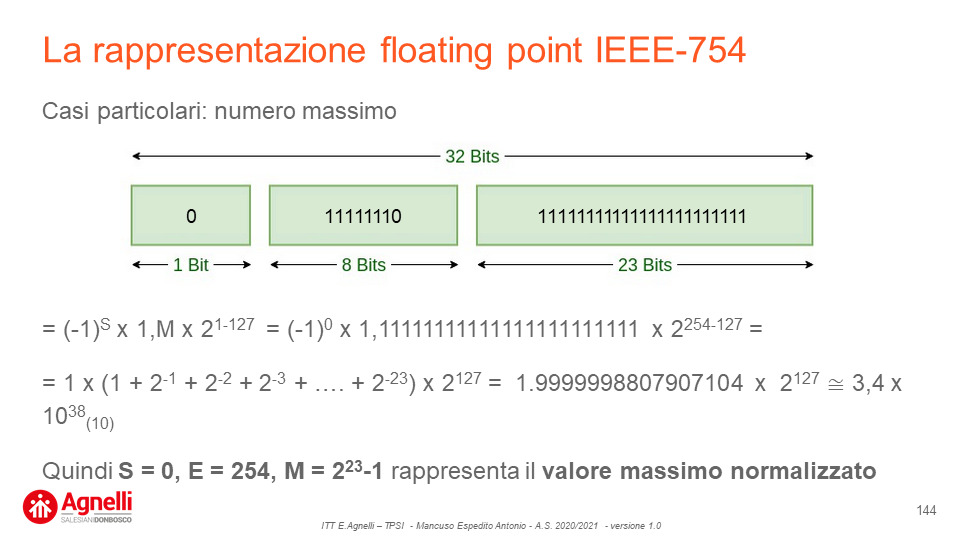 La rappresentazione floating point IEEE-754
Casi particolari: numero massimo
32 Bits
0 11111110 11111111111111111111111
1 Bit 8 Bits 23 Bits
= (-1)^S x 1,M x 2^1-127 = (-1)^0 x 1,11111111111111111111111 x 2^254-127 =
= 1 x (1 + 2^-1 + 2^-2 + 2^-3 + …. + 2^-23) x 2^127 = 1.9999998807907104 x 2^127 ≅ 3,4 x
10^38_(10)
Quindi S = 0, E = 254, M = 2^23-1 rappresenta il valore massimo normalizzato
Agnelli
SALESIANI DONBOSCO
144
ITT E.Agnelli – TPSI - Mancuso Espedito Antonio - A.S. 2020/2021 - versione 1.0